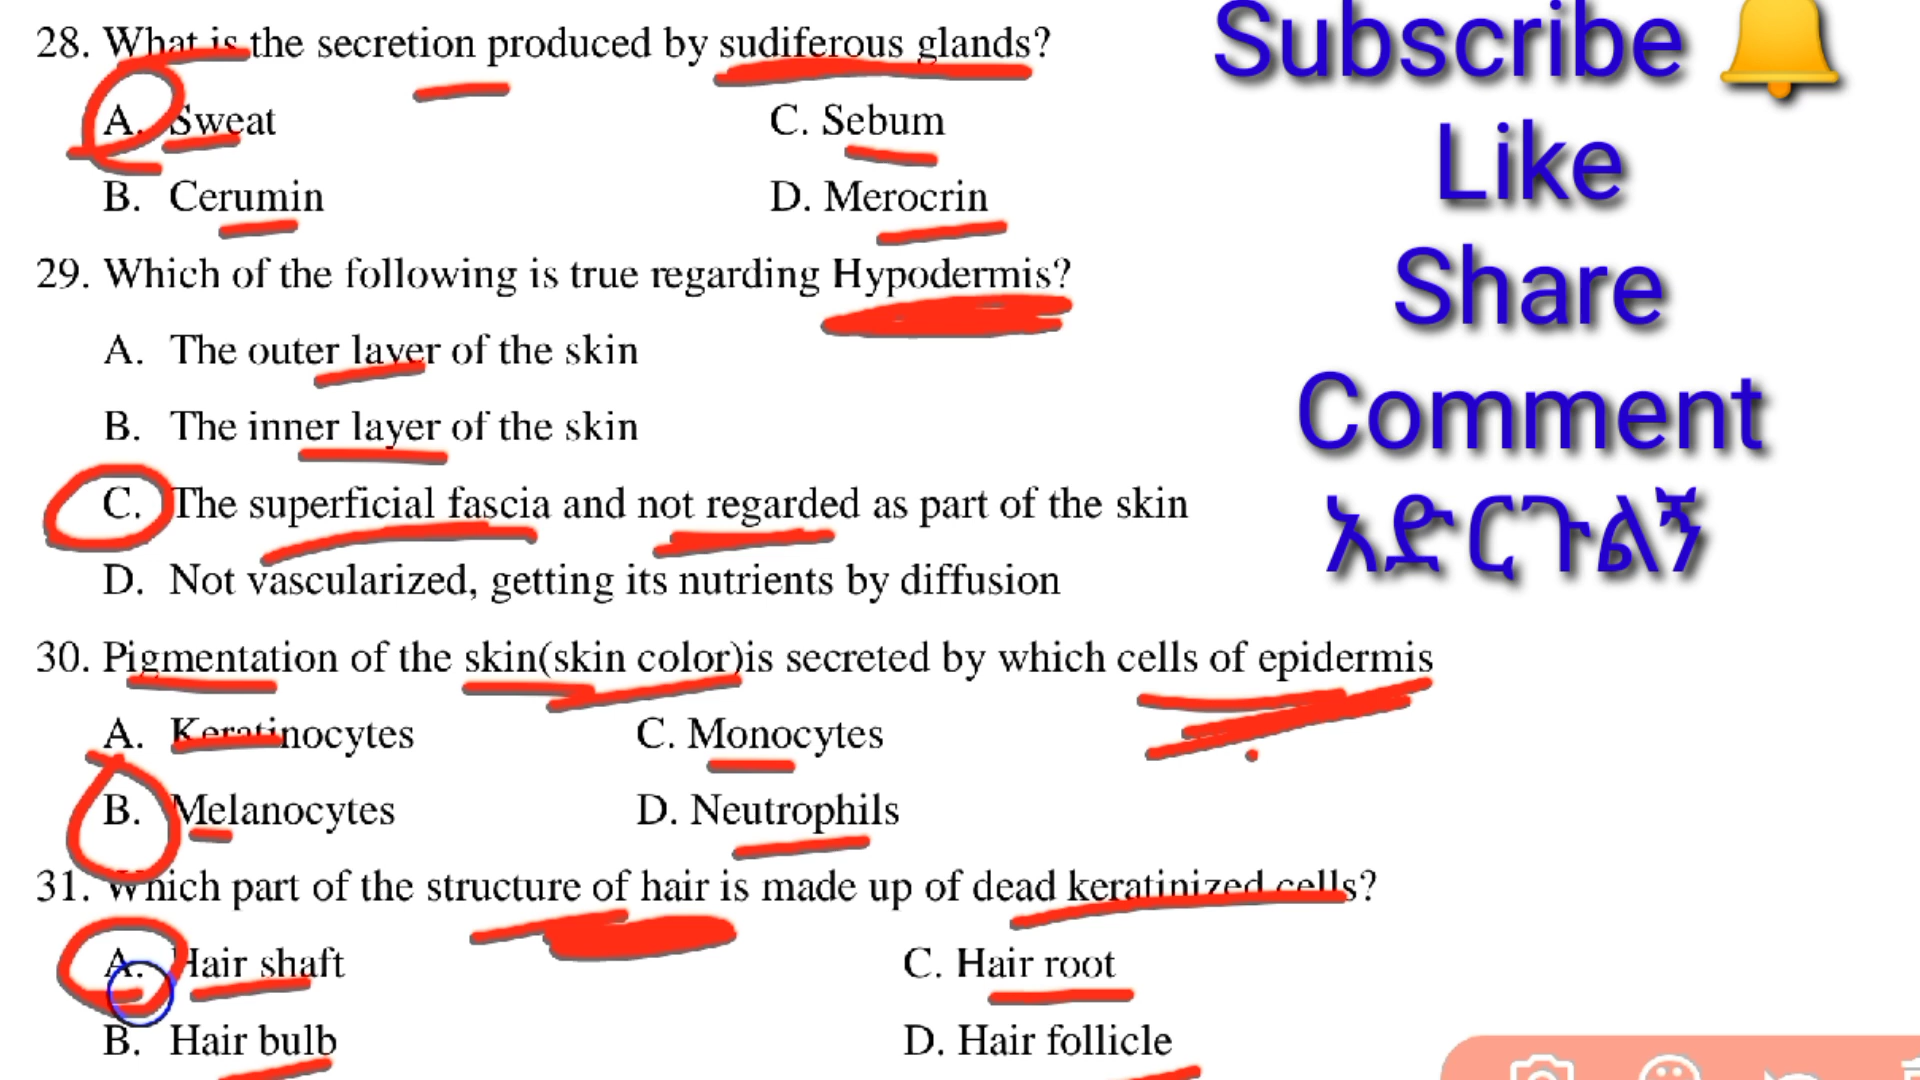 28. What is the secretion produced by sudiferous glands?
A. Sweat C. Sebum
B. Cerumin D. Merocrin
29. Which of the following is true regarding Hypodermis?
A. The outer layer of the skin
B. The inner layer of the skin
C. The superficial fascia and not regarded as part of the skin
D. Not vascularized, getting its nutrients by diffusion
30. Pigmentation of the skin(skin color)is secreted by which cells of epidermis
A. Keratinocytes C. Monocytes
B. Melanocytes D. Neutrophils
31. Which part of the structure of hair is made up of dead keratinized cells?
A. Hair shaft C. Hair root
B. Hair bulb D. Hair follicle
Subscribe
Like
Share
Comment
አድርጉልኝ